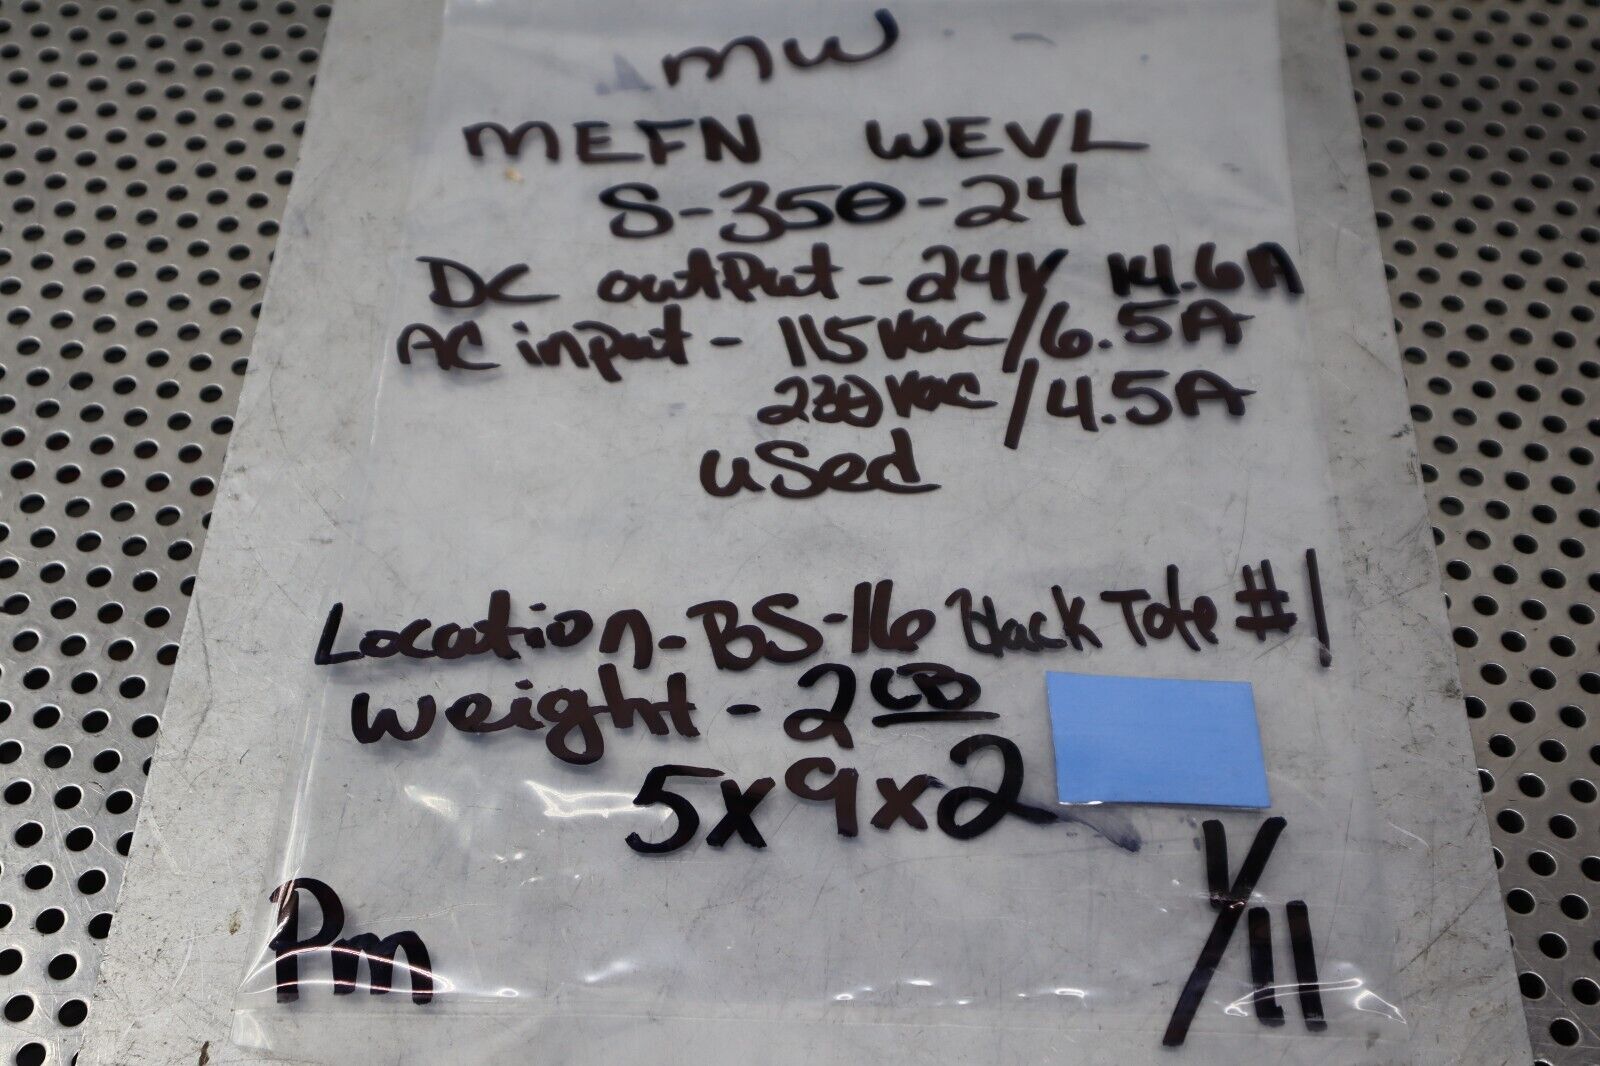 mw
MEFN WEVL
S-350-24
DC output - 24V 14.6A
AC input - 115vac/6.5A
230vac/4.5A
used
Location-BS-16 black Tote #1
weight - 2 LB
5x9x2
Pm
1/11